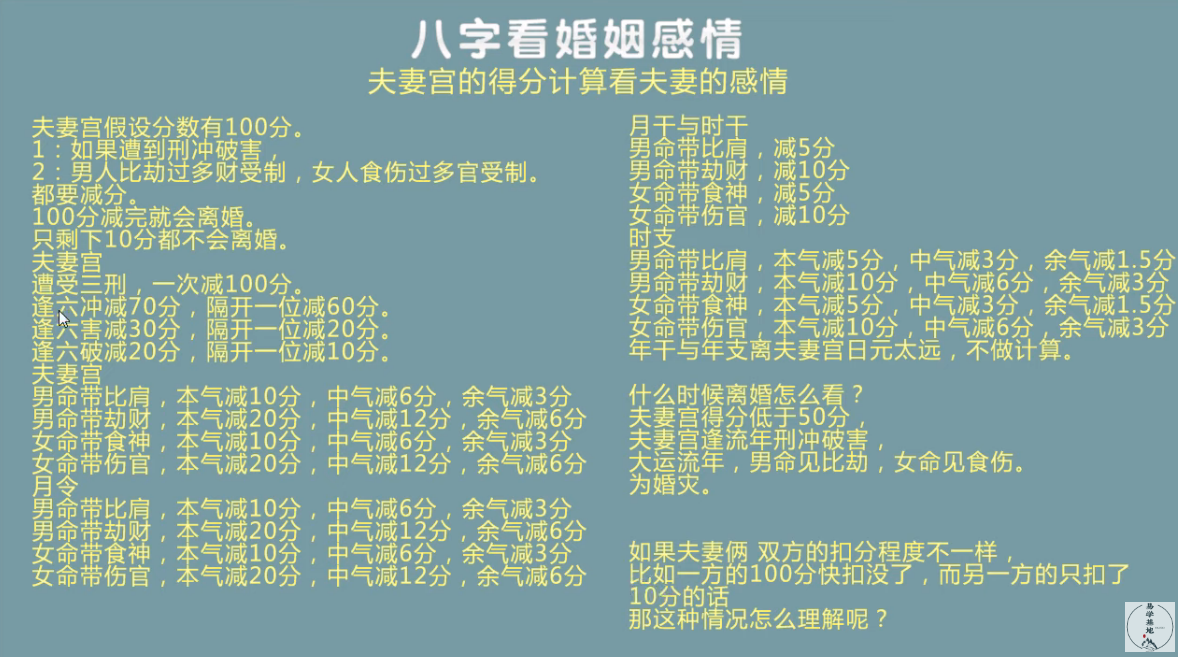 八字看婚姻感情
夫妻宫的得分计算看夫妻的感情
夫妻宫假设分数有100分。
1：如果遭到刑冲破害，
2：男人比劫过多财受制，女人食伤过多官受制。
都要减分。
100分减完就会离婚。
只剩下10分都不会离婚。
夫妻宫
遭受三刑，一次减100分。
逢六冲减70分，隔开一位减60分。
逢六害减30分，隔开一位减20分。
逢六破减20分，隔开一位减10分。
夫妻宫
男命带比肩，本气减10分，中气减6分，余气减3分
男命带劫财，本气减20分，中气减12分，余气减6分
女命带食神，本气减10分，中气减6分，余气减3分
女命带伤官，本气减20分，中气减12分，余气减6分
月令
男命带比肩，本气减10分，中气减6分，余气减3分
男命带劫财，本气减20分，中气减12分，余气减6分
女命带食神，本气减10分，中气减6分，余气减3分
女命带伤官，本气减20分，中气减12分，余气减6分
月干与时干
男命带比肩，减5分
男命带劫财，减10分
女命带食神，减5分
女命带伤官，减10分
时支
男命带比肩，本气减5分，中气减3分，余气减1.5分
男命带劫财，本气减10分，中气减6分，余气减3分
女命带食神，本气减5分，中气减3分，余气减1.5分
女命带伤官，本气减10分，中气减6分，余气减3分
年干与年支离夫妻宫日元太远，不做计算。
什么时候离婚怎么看？
夫妻宫得分低于50分，
夫妻宫逢流年刑冲破害，
大运流年，男命见比劫，女命见食伤。
为婚灾。
如果夫妻俩 双方的扣分程度不一样，
比如一方的100分快扣没了，而另一方的只扣了
10分的话
那这种情况怎么理解呢？
易学基地